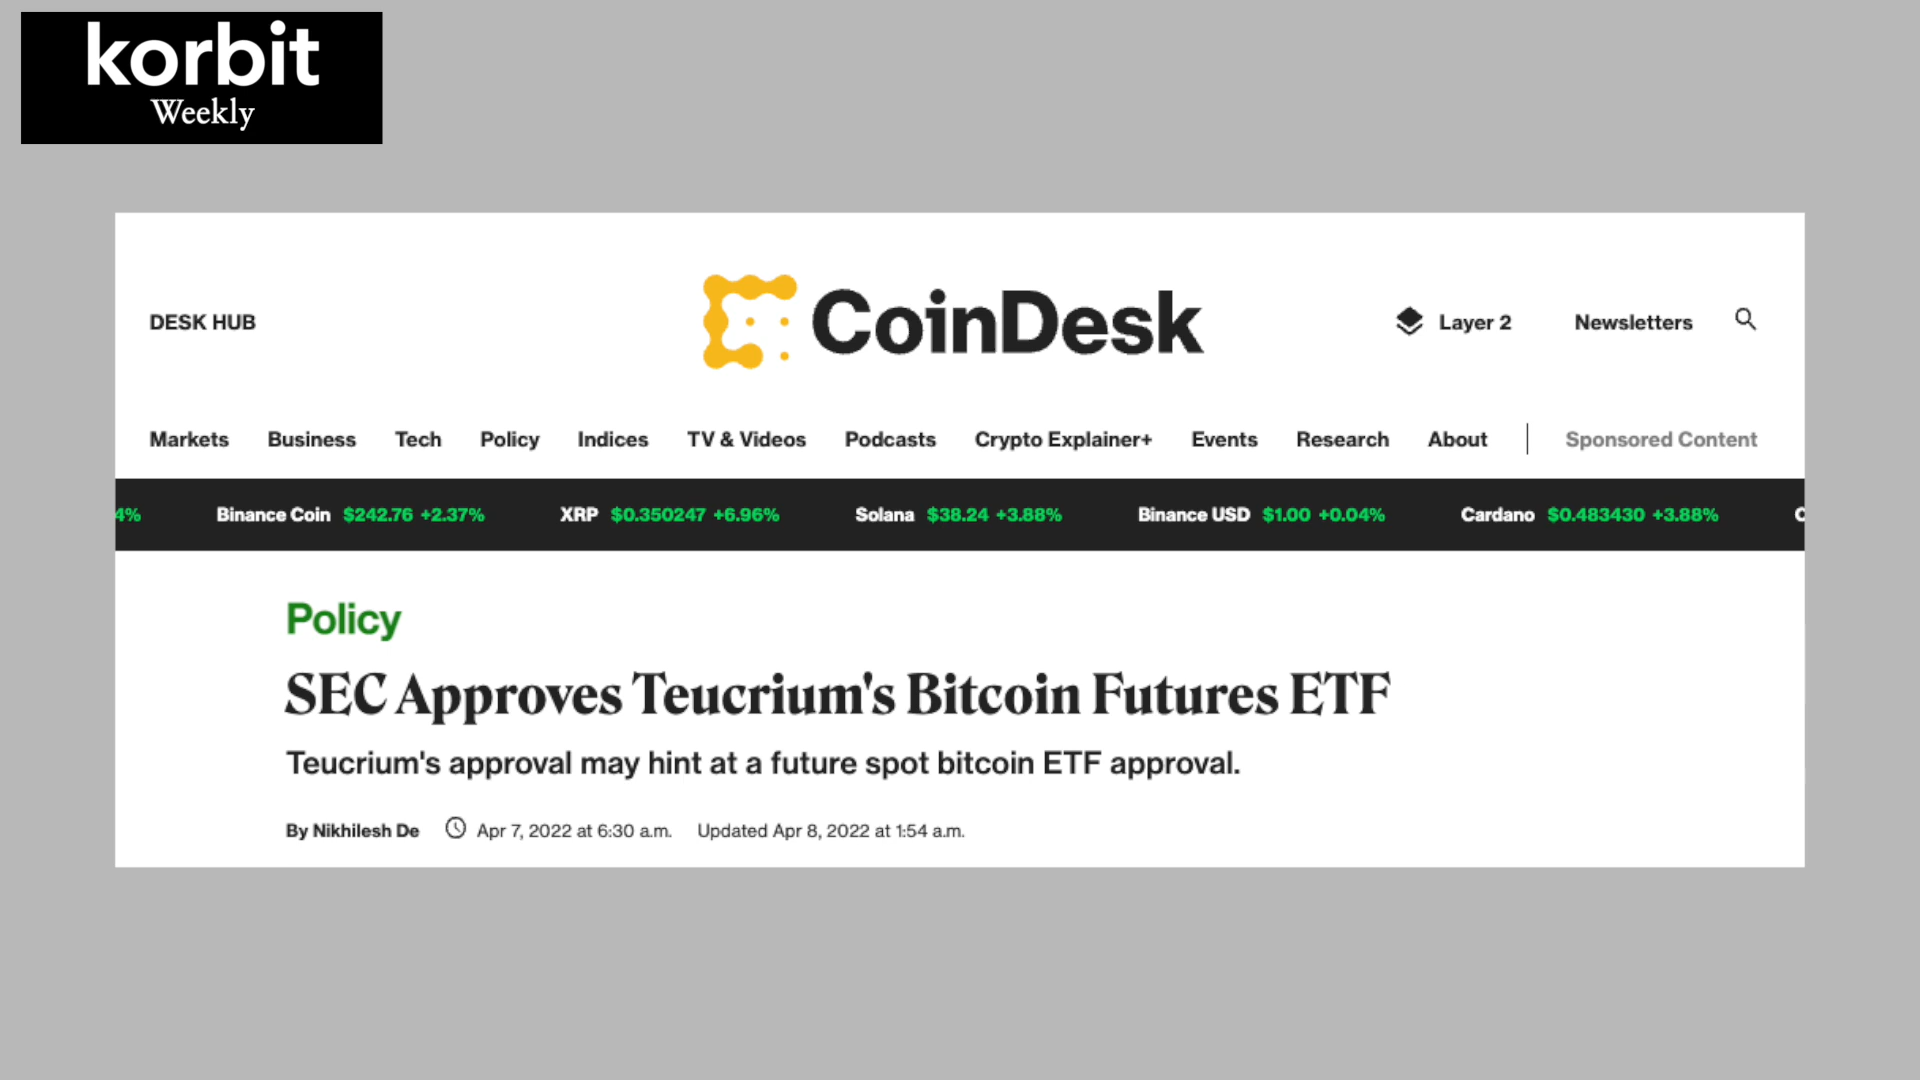 korbit
Weekly
DESK HUB
CoinDesk
Layer 2
Newsletters
Markets Business Tech Policy Indices TV & Videos Podcasts Crypto Explainer+ Events Research About Sponsored Content
4% Binance Coin $242.76 +2.37% XRP $0.350247 +6.96% Solana $38.24 +3.88% Binance USD $1.00 +0.04% Cardano $0.483430 +3.88%
Policy
SEC Approves Teucrium's Bitcoin Futures ETF
Teucrium's approval may hint at a future spot bitcoin ETF approval.
By Nikhilesh De Apr 7, 2022 at 6:30 a.m. Updated Apr 8, 2022 at 1:54 a.m.